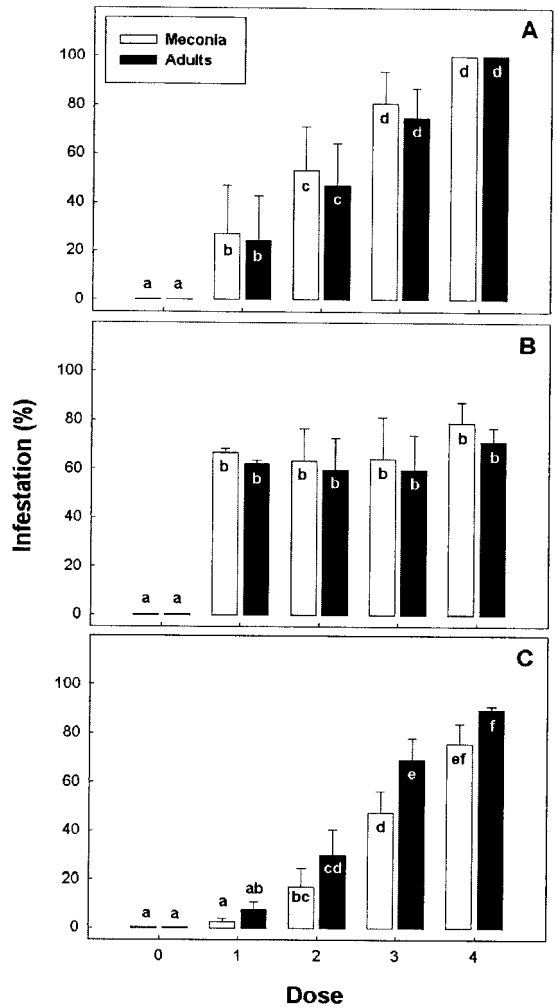 A
Meconia
Adults
100
80
60
40
20
0
a a b b c c d d d d
B
100
80
60
40
20
0
a a b b b b b b b b
C
100
80
60
40
20
0
a a a ab bc cd d e ef f
0 1 2 3 4
Dose
Infestation (%)